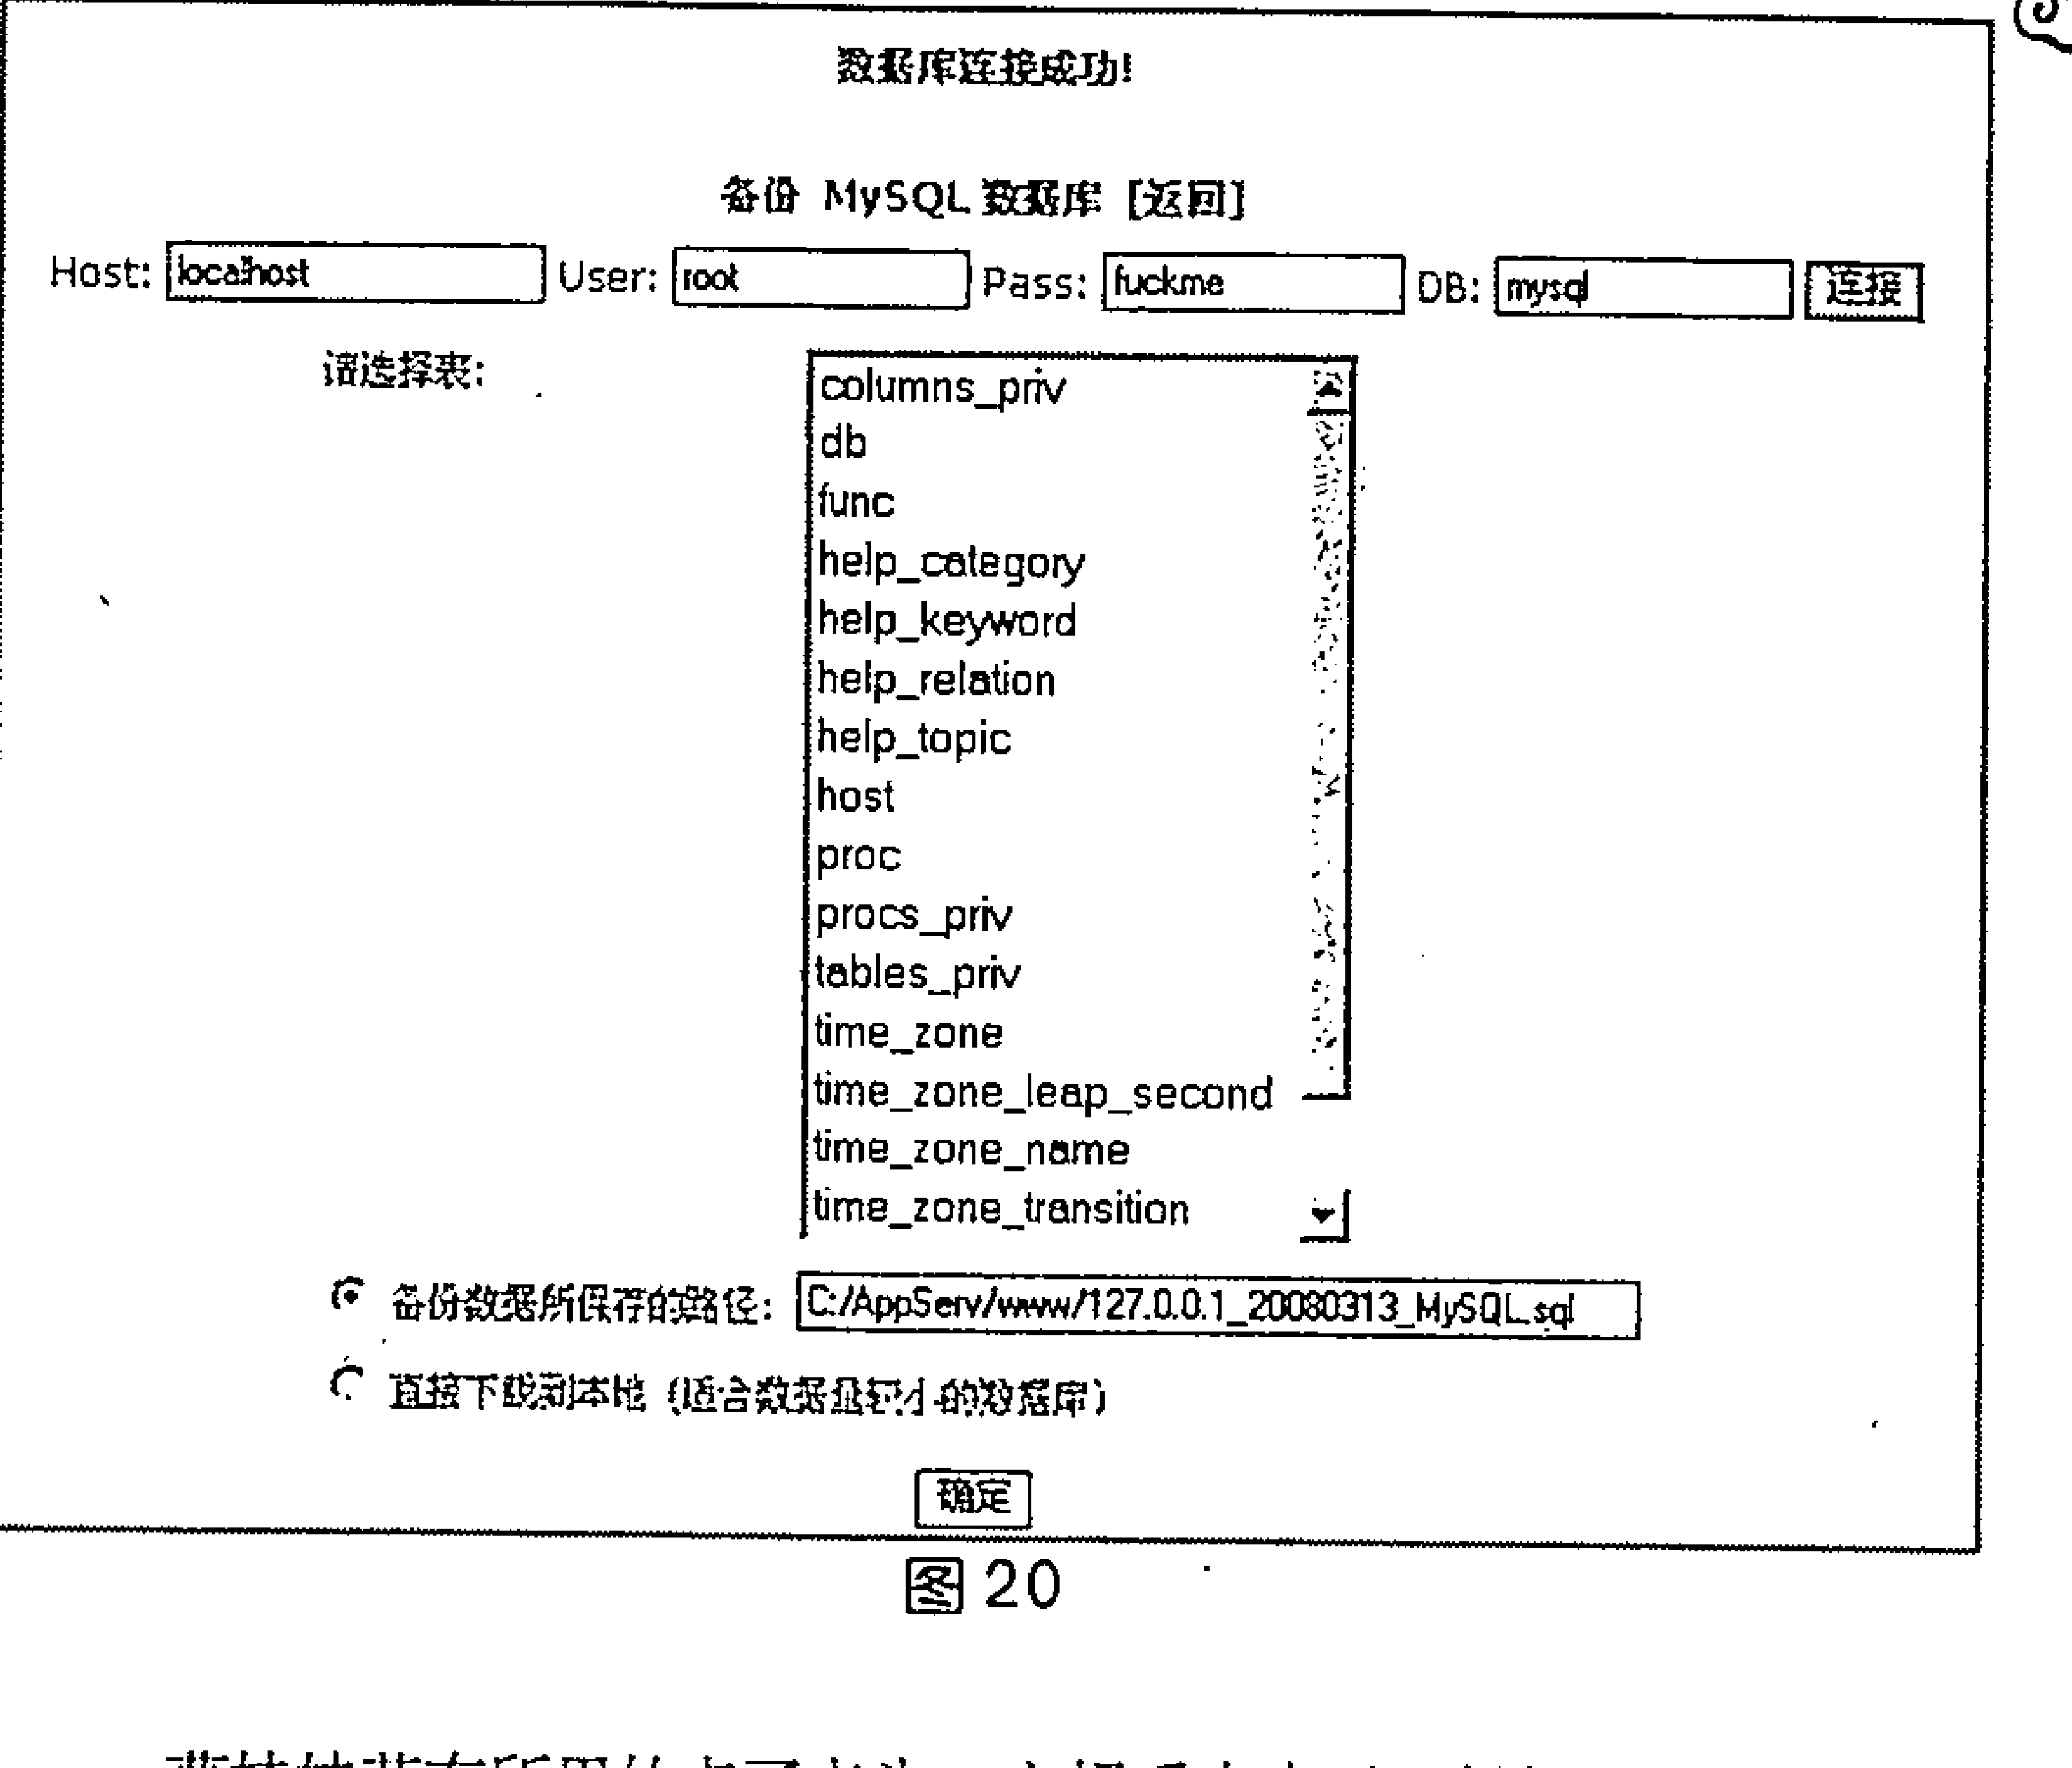 数据库连接成功!
备份 MySQL 数据库 [返回]
Host: localhost User: root Pass: fuckme DB: mysql 连接
请选择表:
columns_priv
db
func
help_category
help_keyword
help_relation
help_topic
host
proc
procs_priv
tables_priv
time_zone
time_zone_leap_second
time_zone_name
time_zone_transition
备份数据所保存的路径: C:/AppServ/www/127.0.0.1_20080313_MySQL.sql
直接下载到本地 (适合数据量较小的数据库)
确定
图 20